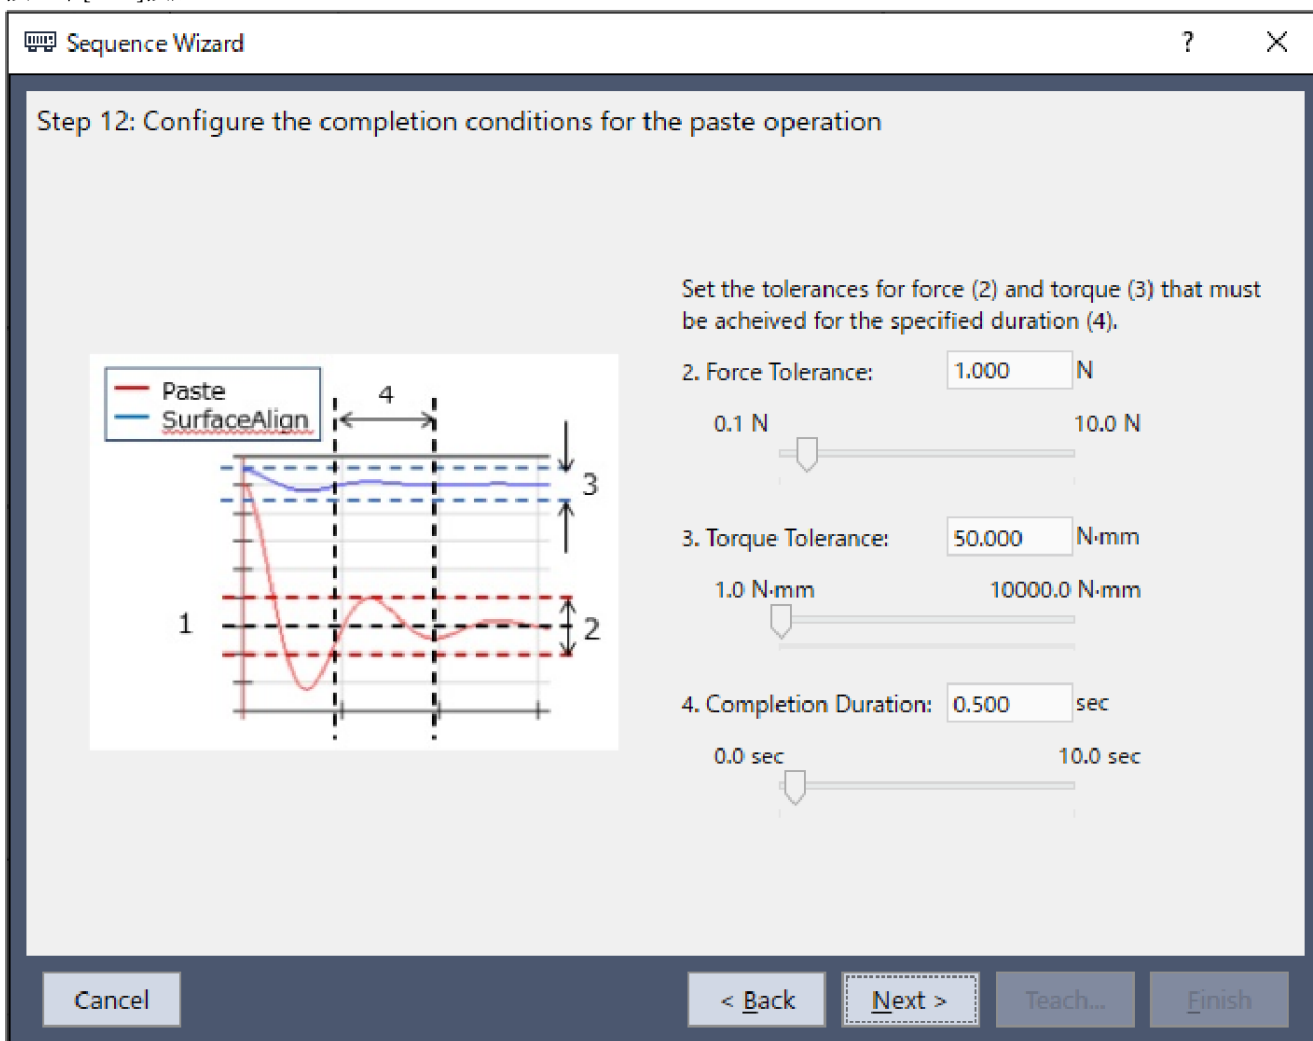 Sequence Wizard
?
Step 12: Configure the completion conditions for the paste operation
Set the tolerances for force (2) and torque (3) that must
be acheived for the specified duration (4).
Paste
SurfaceAlign
4
3
1
2
2. Force Tolerance: 1.000 N
0.1 N 10.0 N
3. Torque Tolerance: 50.000 N·mm
1.0 N·mm 10000.0 N·mm
4. Completion Duration: 0.500 sec
0.0 sec 10.0 sec
Cancel < Back Next > Teach... Finish